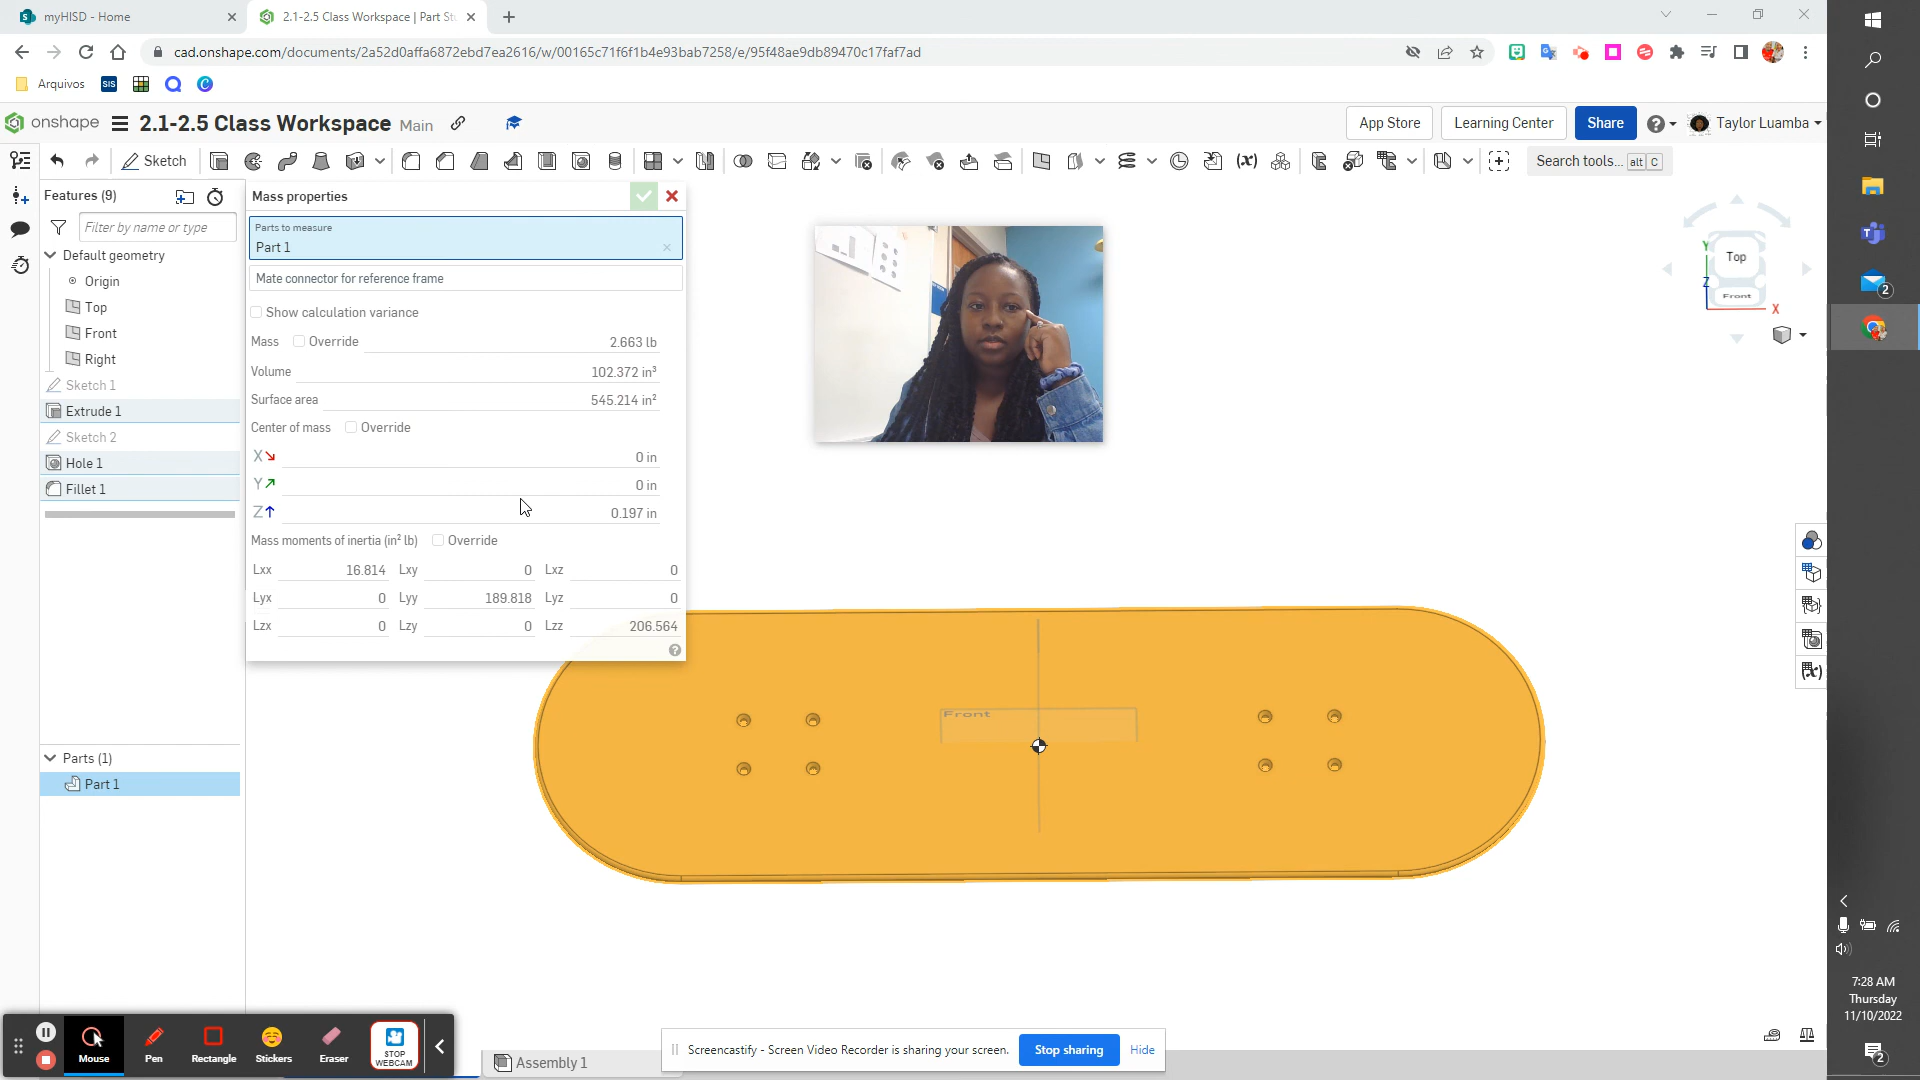 myHISD - Home
2.1-2.5 Class Workspace | Part Stu
cad.onshape.com/documents/2a52d0affa6872ebd7ea2616/w/00165c71f6f1b4e93bab7258/e/95f48ae9db89470c17faf7ad
Arquivos
SIS
onshape
2.1-2.5 Class Workspace Main
App Store
Learning Center
Share
Taylor Luamba
Sketch
Search tools... alt C
Features (9)
Filter by name or type
Default geometry
Origin
Top
Front
Right
Sketch 1
Extrude 1
Sketch 2
Hole 1
Fillet 1
Parts (1)
Part 1
Mass properties
Parts to measure
Part 1
Mate connector for reference frame
Show calculation variance
Mass Override 2.663 lb
Volume 102.372 in³
Surface area 545.214 in²
Center of mass Override
X 0 in
Y 0 in
Z 0.197 in
Mass moments of inertia (in² lb) Override
Lxx 16.814 Lxy 0 Lxz 0
Lyx 0 Lyy 189.818 Lyz 0
Lzx 0 Lzy 0 Lzz 206.564
Top
Front
Y
Z
X
Front
2
7:28 AM
Thursday
11/10/2022
2
Mouse
Pen
Rectangle
Stickers
Eraser
STOP
WEBCAM
Assembly 1
Screencastify - Screen Video Recorder is sharing your screen.
Stop sharing
Hide